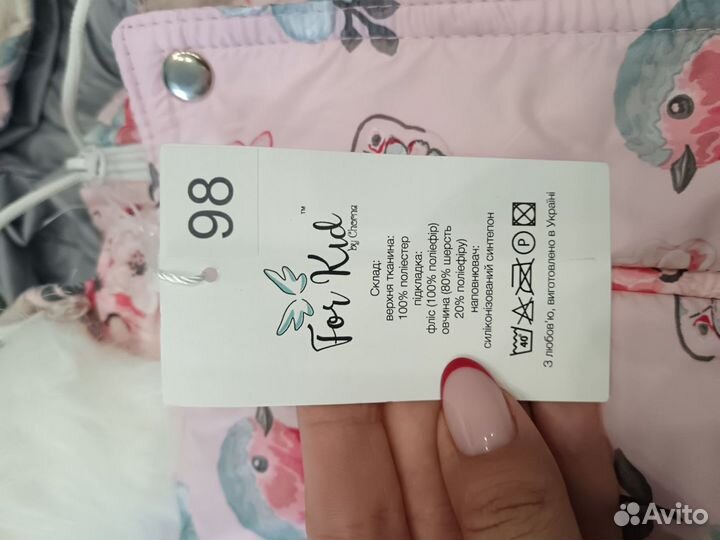 98
For Kid™
by Cherna
Склад:
верхня тканина:
100% поліестер
підкладка:
фліс (100% поліефір)
овчина (80% шерсть
20% поліефіру)
наповнювач:
силіконізований синтепон
40°
P
З любов'ю, виготовлено в Україні
Avito